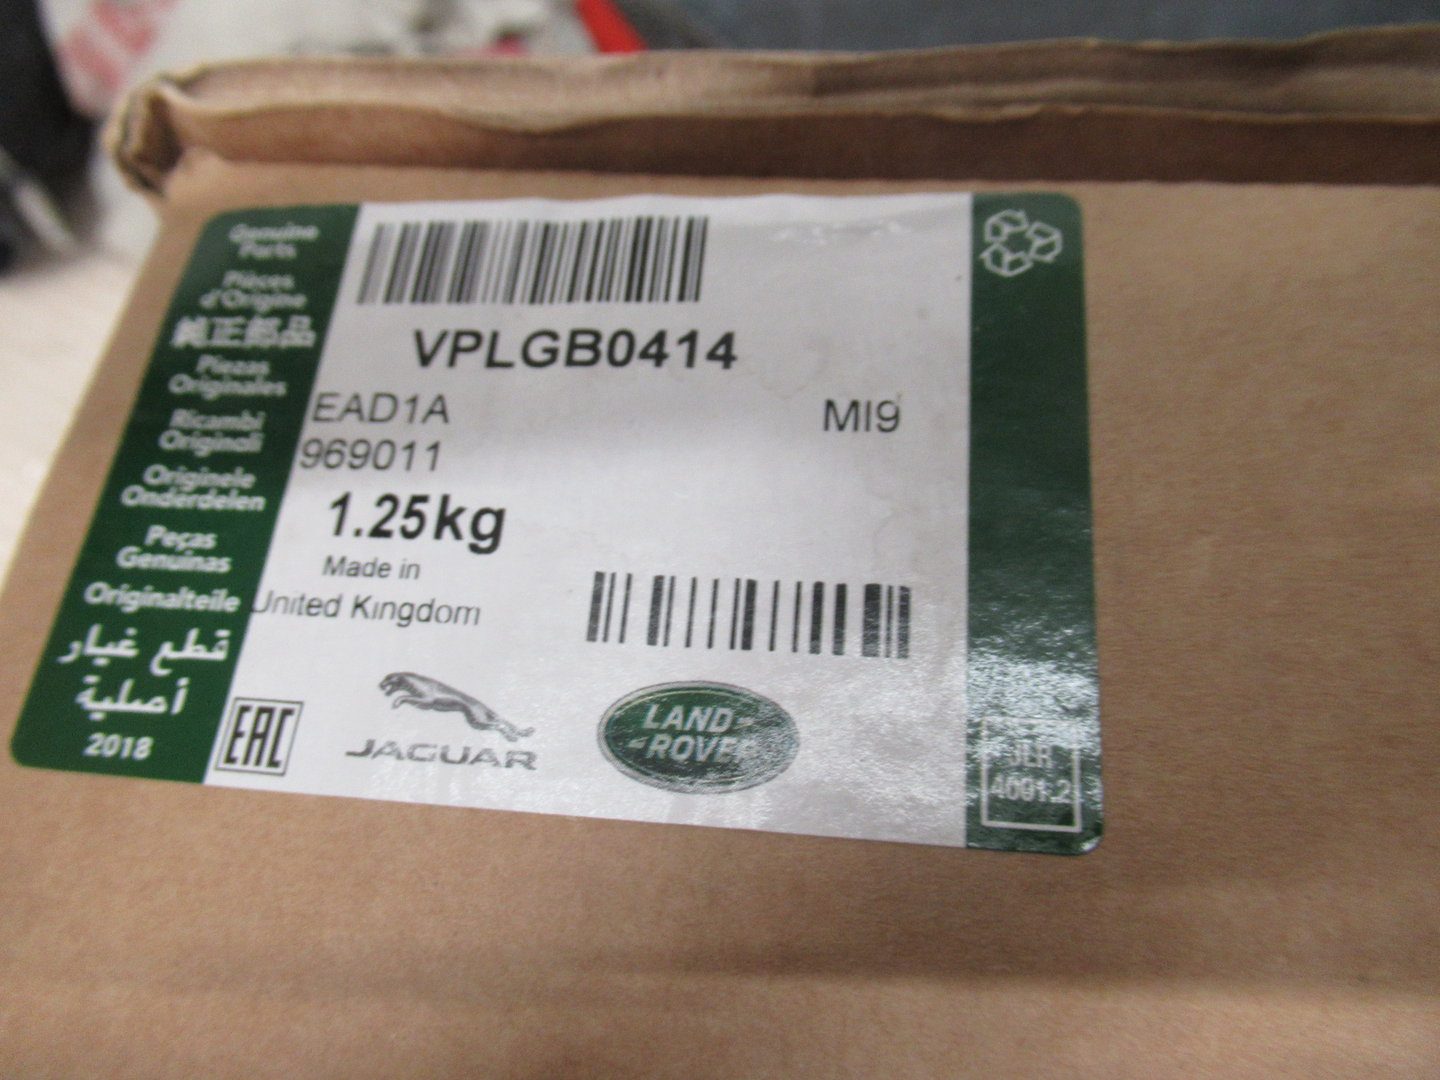 Genuine
Parts
Pièces
d'Origine
純正部品
Piezas
Originales
Ricambi
Originali
Originele
Onderdelen
Peças
Genuínas
Originalteile
قطع غيار
أصلية
2018
VPLGB0414
EAD1A
MI9
969011
1.25kg
Made in
United Kingdom
EAC
JAGUAR
LAND-
-ROVER
JLR
4001.2